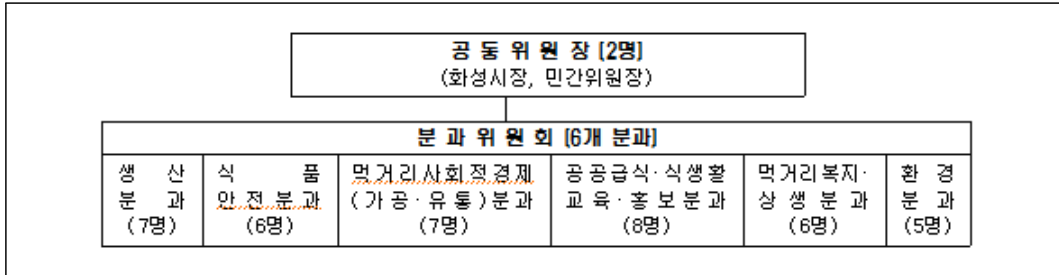 공 동 위 원 장 (2명)
(화성시장, 민간위원장)
분 과 위 원 회 (6개 분과)
생 산
분 과
(7명)
식 품
안전분과
(6명)
먹거리사회적경제
(가공·유통)분과
(7명)
공공급식·식생활
교육·홍보분과
(8명)
먹거리복지·
상생분과
(6명)
환 경
분 과
(5명)